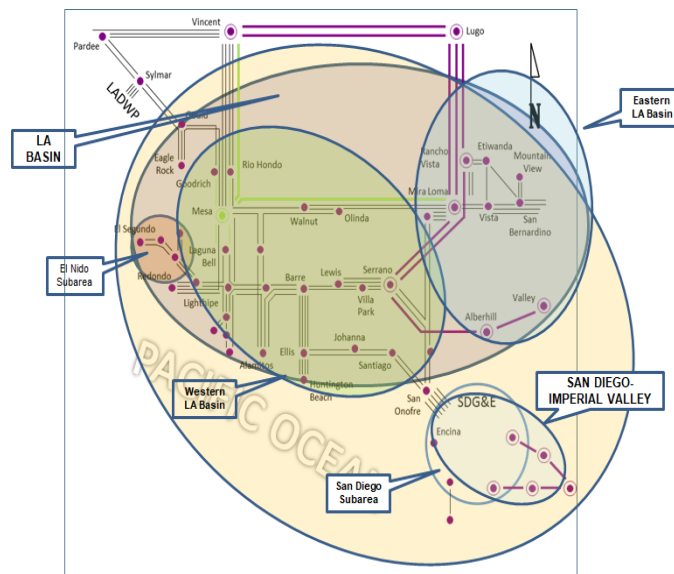 Vincent
Lugo
Pardee
Sylmar
LADWP
Gould
Eagle
Rock
Goodrich
Rio Hondo
Mesa
Rancho
Vista
Etiwanda
Mountain
View
Mira Loma
Vista
San
Bernardino
N
Eastern
LA Basin
LA
BASIN
Walnut
Olinda
El Segundo
El Nido
Subarea
Redondo
Laguna
Bell
Lighthipe
Barre
Lewis
Serrano
Villa
Park
Valley
Alberhill
Johanna
Alamitos
Ellis
Santiago
Huntington
Beach
Western
LA Basin
PACIFIC OCEA
San
Onofre
SDG&E
SAN DIEGO-
IMPERIAL VALLEY
Encina
San Diego
Subarea